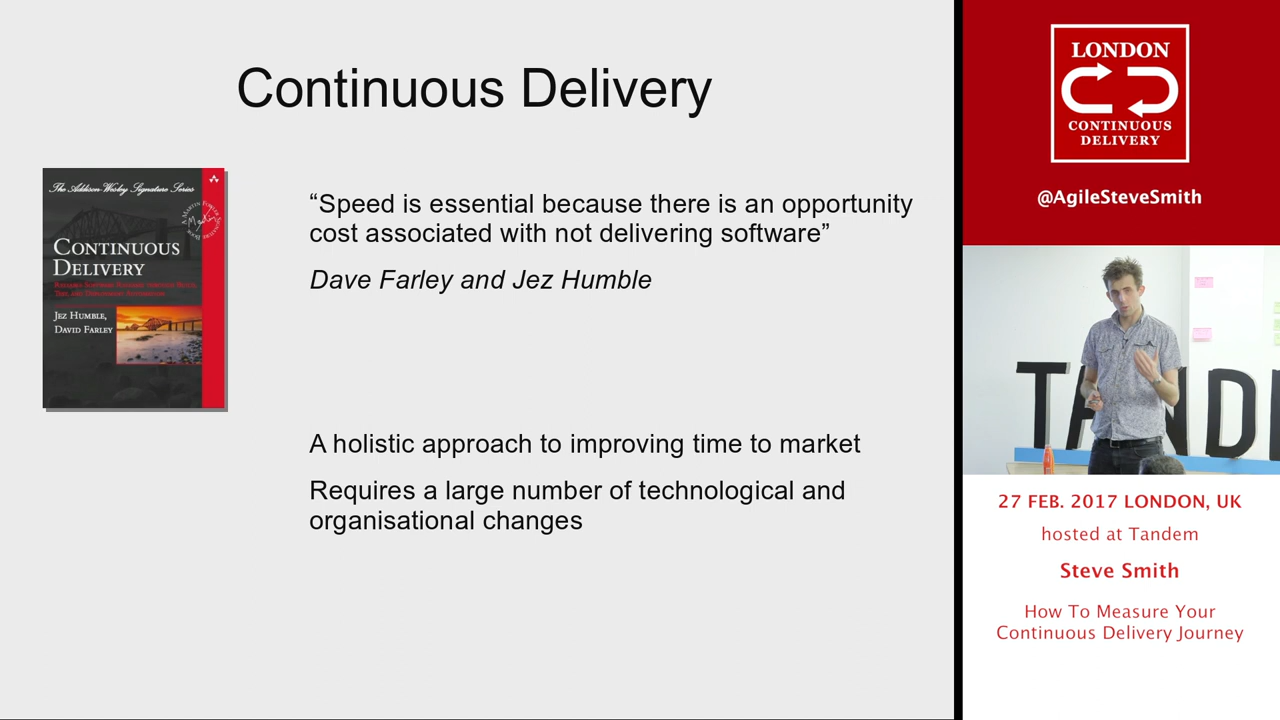 Continuous Delivery
The Addison-Wesley Signature Series
CONTINUOUS
DELIVERY
JEZ HUMBLE,
DAVID FARLEY
“Speed is essential because there is an opportunity
cost associated with not delivering software”
Dave Farley and Jez Humble
A holistic approach to improving time to market
Requires a large number of technological and
organisational changes
LONDON
CONTINUOUS
DELIVERY
@AgileSteveSmith
TANDE
27 FEB. 2017 LONDON, UK
hosted at Tandem
Steve Smith
How To Measure Your
Continuous Delivery Journey